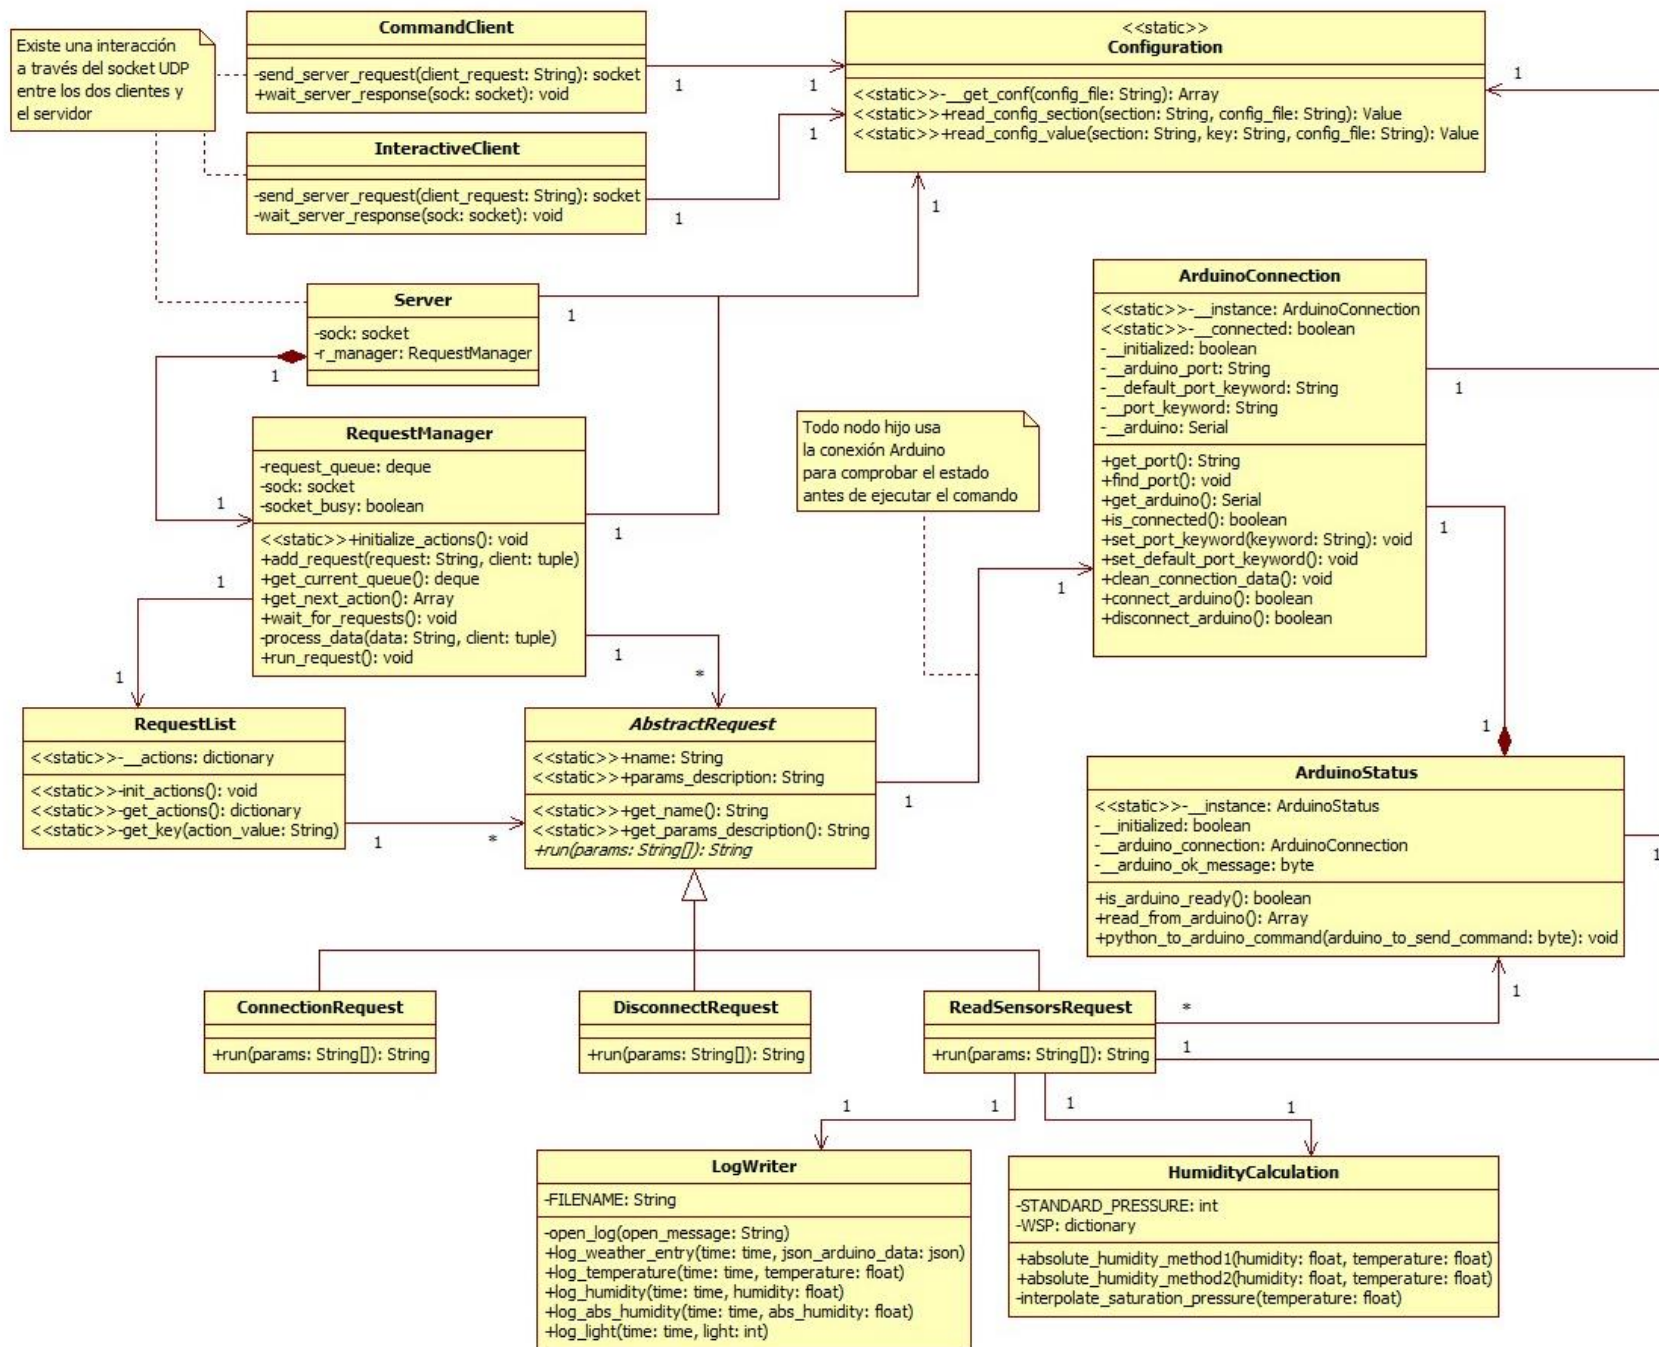 Existe una interacción
a través del socket UDP
entre los dos clientes y
el servidor
CommandClient
-send_server_request(client_request: String): socket
+wait_server_response(sock: socket): void
1
1
<<static>>
Configuration
<<static>>-__get_conf(config_file: String): Array
<<static>>+read_config_section(section: String, config_file: String): Value
<<static>>+read_config_value(section: String, key: String, config_file: String): Value
1
InteractiveClient
-send_server_request(client_request: String): socket
-wait_server_response(sock: socket): void
1
1
1
Server
-sock: socket
-r_manager: RequestManager
1
1
1
RequestManager
-request_queue: deque
-sock: socket
-socket_busy: boolean
<<static>>+initialize_actions(): void
+add_request(request: String, client: tuple)
+get_current_queue(): deque
+get_next_action(): Array
+wait_for_requests(): void
-process_data(data: String, client: tuple)
+run_request(): void
1
1
1
1
*
Todo nodo hijo usa
la conexión Arduino
para comprobar el estado
antes de ejecutar el comando
ArduinoConnection
<<static>>-__instance: ArduinoConnection
<<static>>-__connected: boolean
-__initialized: boolean
-__arduino_port: String
-__default_port_keyword: String
-__port_keyword: String
-__arduino: Serial
+get_port(): String
+find_port(): void
+get_arduino(): Serial
+is_connected(): boolean
+set_port_keyword(keyword: String): void
+set_default_port_keyword(): void
+clean_connection_data(): void
+connect_arduino(): boolean
+disconnect_arduino(): boolean
1
1
1
1
RequestList
<<static>>-__actions: dictionary
<<static>>-init_actions(): void
<<static>>-get_actions(): dictionary
<<static>>-get_key(action_value: String)
1
*
AbstractRequest
<<static>>+name: String
<<static>>+params_description: String
<<static>>+get_name(): String
<<static>>+get_params_description(): String
+run(params: String[]): String
1
ArduinoStatus
<<static>>-__instance: ArduinoStatus
-__initialized: boolean
-__arduino_connection: ArduinoConnection
-__arduino_ok_message: byte
+is_arduino_ready(): boolean
+read_from_arduino(): Array
+python_to_arduino_command(arduino_to_send_command: byte): void
1
1
ConnectionRequest
+run(params: String[]): String
DisconnectRequest
+run(params: String[]): String
ReadSensorsRequest
+run(params: String[]): String
*
1
1
1
1
1
LogWriter
-FILENAME: String
-open_log(open_message: String)
+log_weather_entry(time: time, json_arduino_data: json)
+log_temperature(time: time, temperature: float)
+log_humidity(time: time, humidity: float)
+log_abs_humidity(time: time, abs_humidity: float)
+log_light(time: time, light: int)
HumidityCalculation
-STANDARD_PRESSURE: int
-WSP: dictionary
+absolute_humidity_method1(humidity: float, temperature: float)
+absolute_humidity_method2(humidity: float, temperature: float)
-interpolate_saturation_pressure(temperature: float)